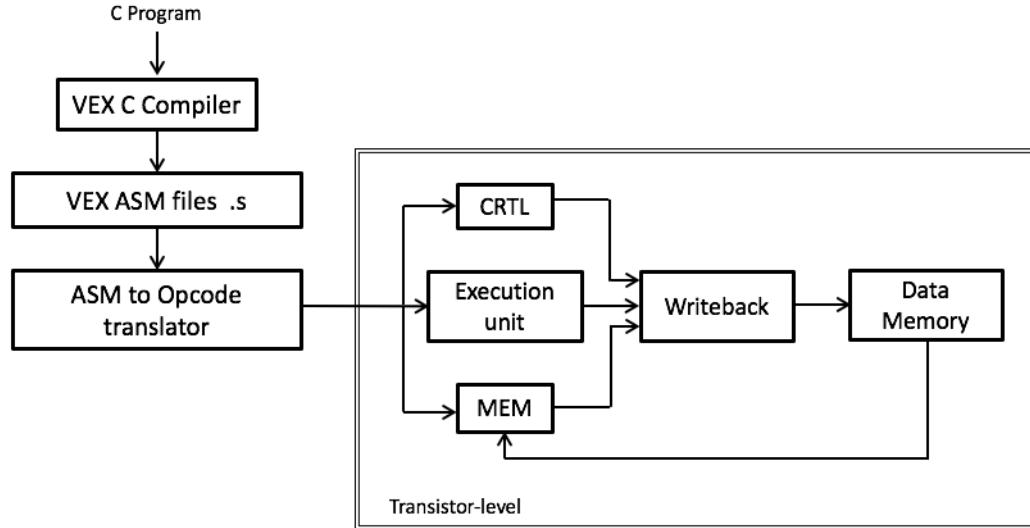 C Program
VEX C Compiler
VEX ASM files .s
ASM to Opcode
translator
CRTL
Execution
unit
MEM
Writeback
Data
Memory
Transistor-level